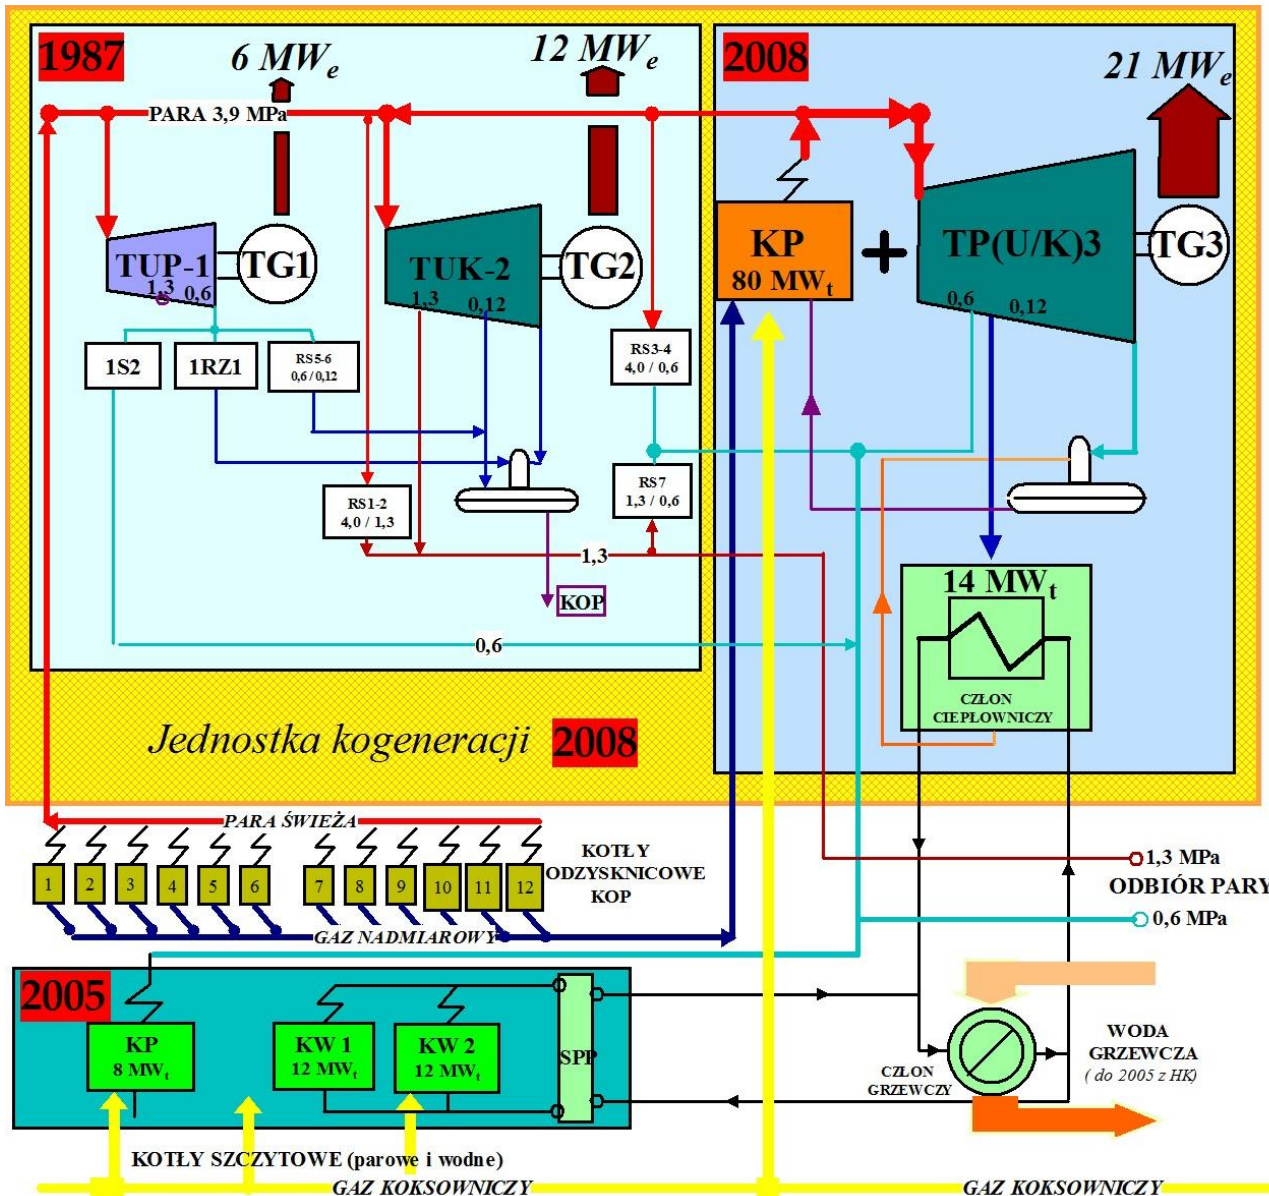 1987
6 MWe
12 MWe
2008
21 MWe
PARA 3,9 MPa
TUP-1
1,3
0,6
TG1
TUK-2
1,3
0,12
TG2
KP
80 MWt
+
TP(U/K)3
0,6
0,12
TG3
1S2
1RZ1
RS5-6
0,6 / 0,12
RS3-4
4,0 / 0,6
RS1-2
4,0 / 1,3
RS7
1,3 / 0,6
1,3
KOP
0,6
14 MWt
CZŁON
CIEPŁOWNICZY
Jednostka kogeneracji 2008
PARA ŚWIEŻA
1
2
3
4
5
6
7
8
9
10
11
12
KOTŁY
ODZYSKNICOWE
KOP
GAZ NADMIAROWY
1,3 MPa
ODBIÓR PARY
0,6 MPa
2005
KP
8 MWt
KW 1
12 MWt
KW 2
12 MWt
SPP
CZŁON
GRZEWCZY
WODA
GRZEWCZA
( do 2005 z HK)
KOTŁY SZCZYTOWE (parowe i wodne)
GAZ KOKSOWNICZY
GAZ KOKSOWNICZY